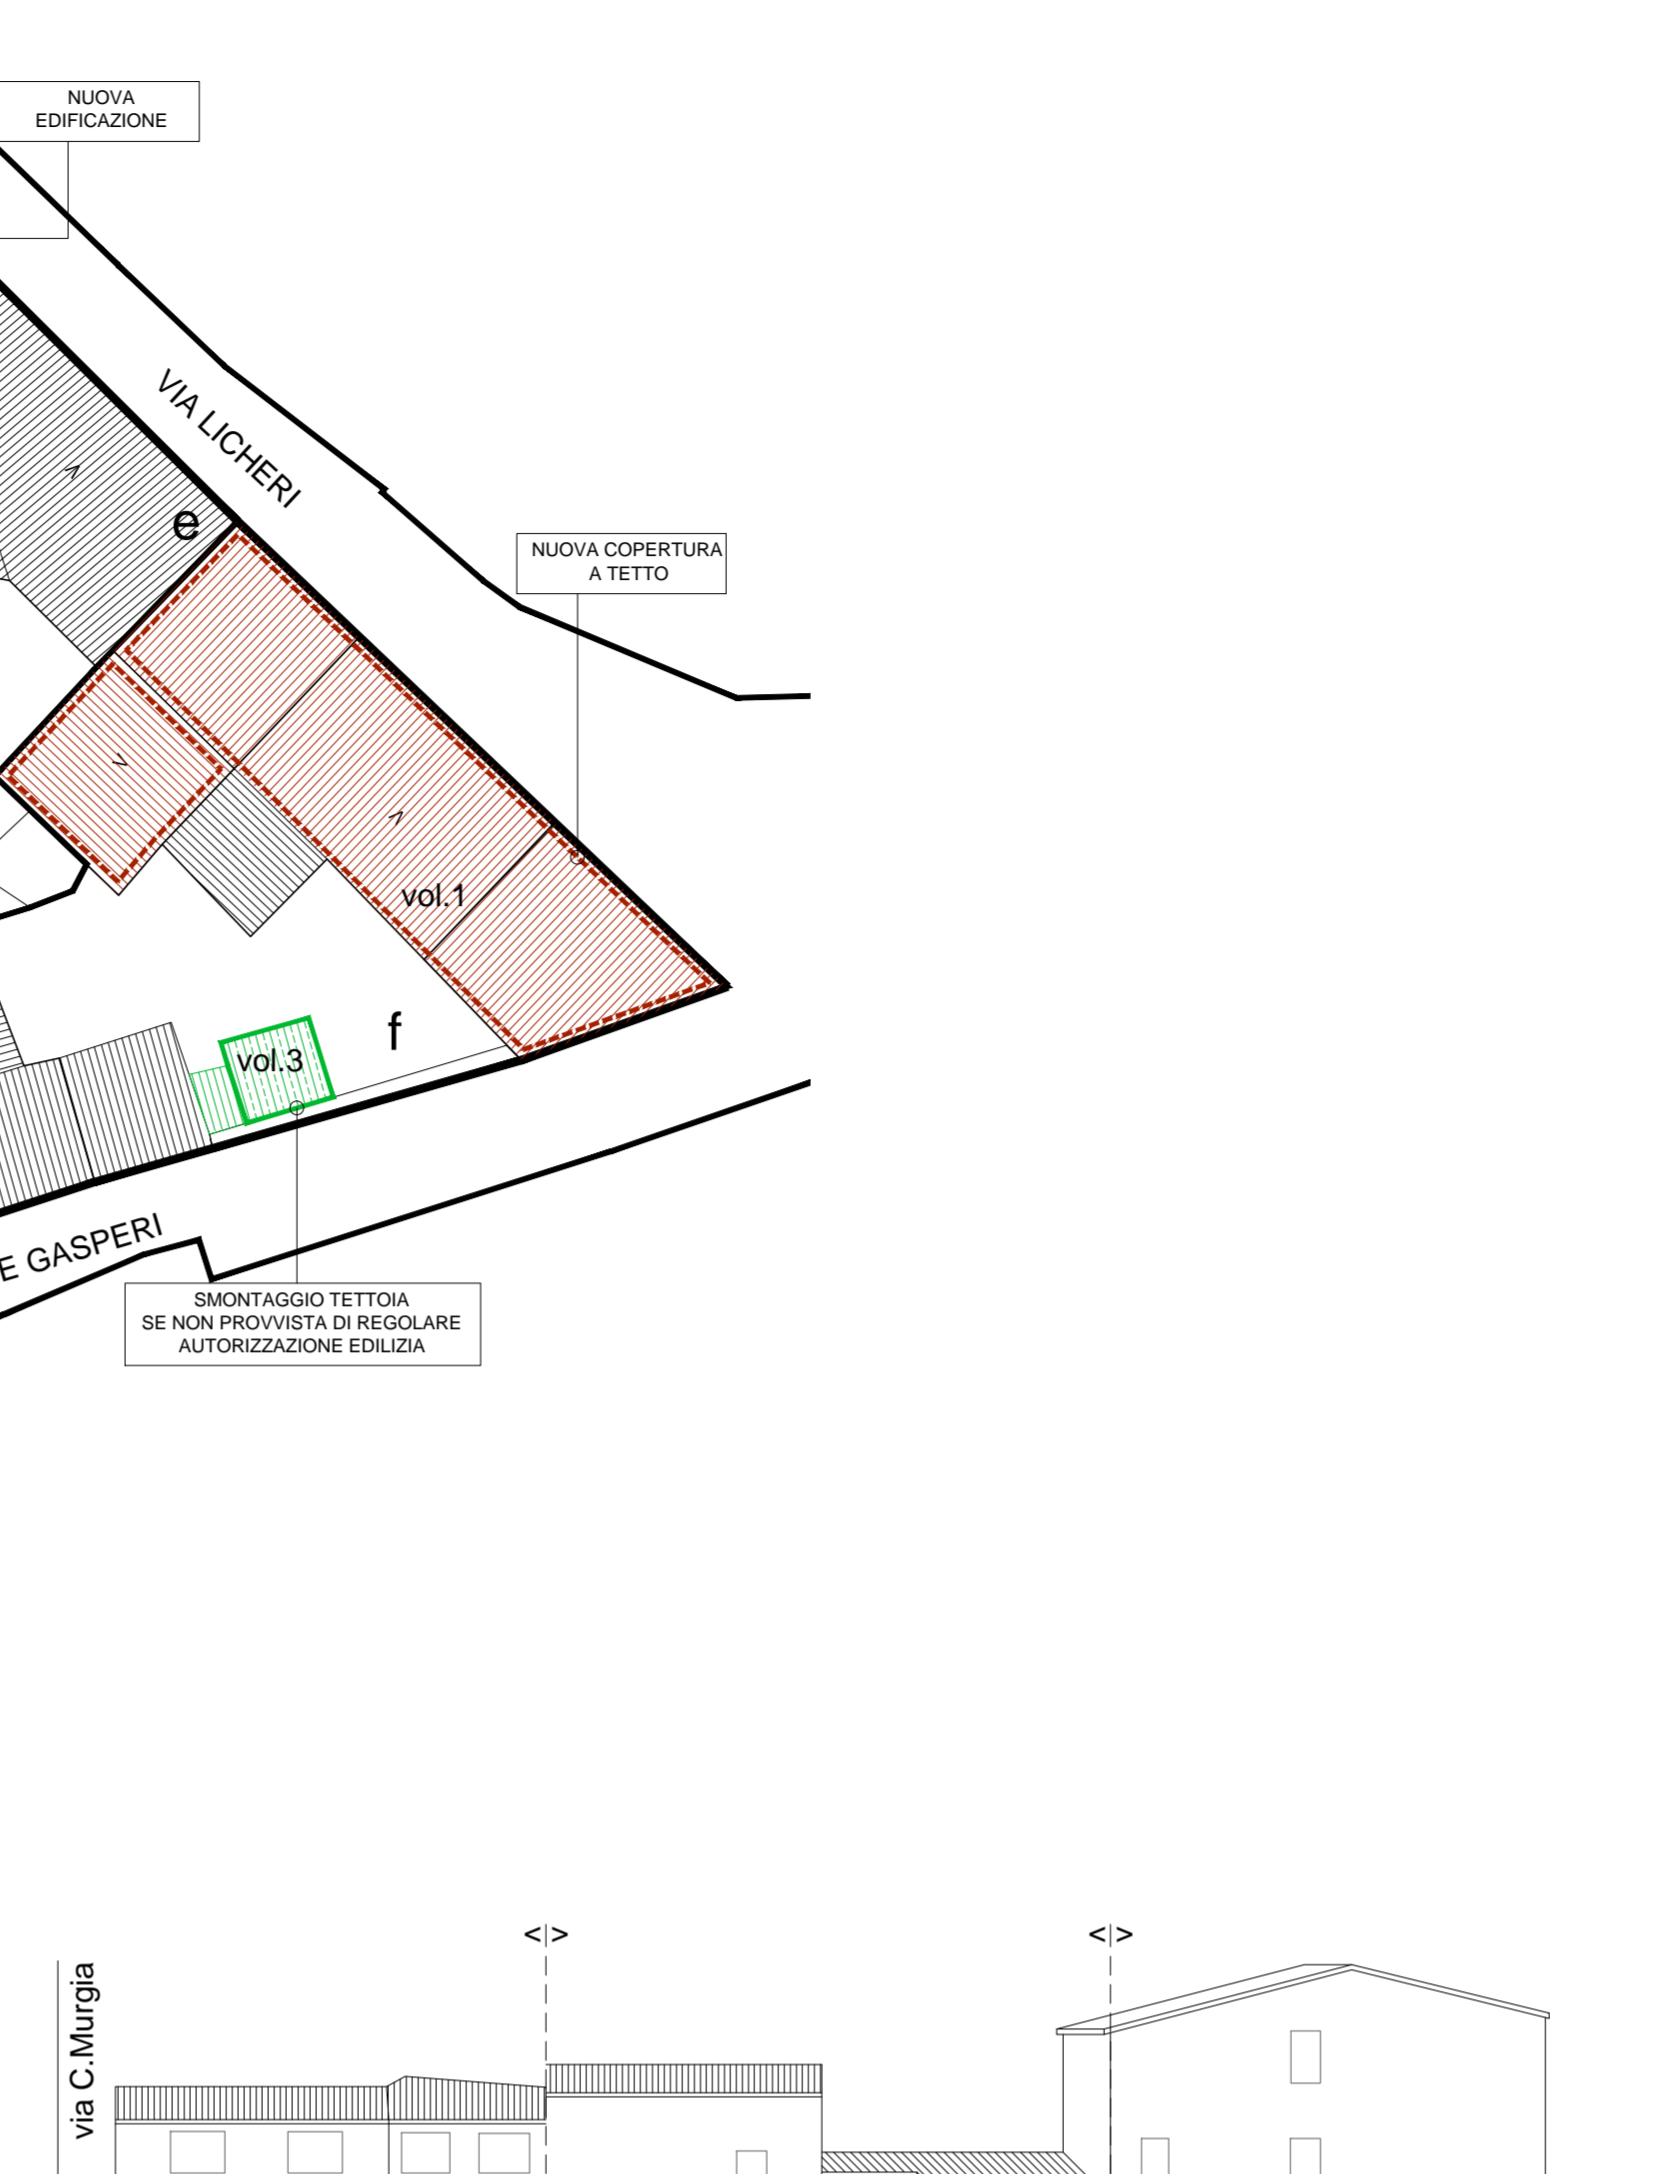 NUOVA
EDIFICAZIONE
VIA LICHERI
e
NUOVA COPERTURA
A TETTO
vol.1
f
vol.3
E GASPERI
SMONTAGGIO TETTOIA
SE NON PROVVISTA DI REGOLARE
AUTORIZZAZIONE EDILIZIA
<|>
<|>
via C.Murgia